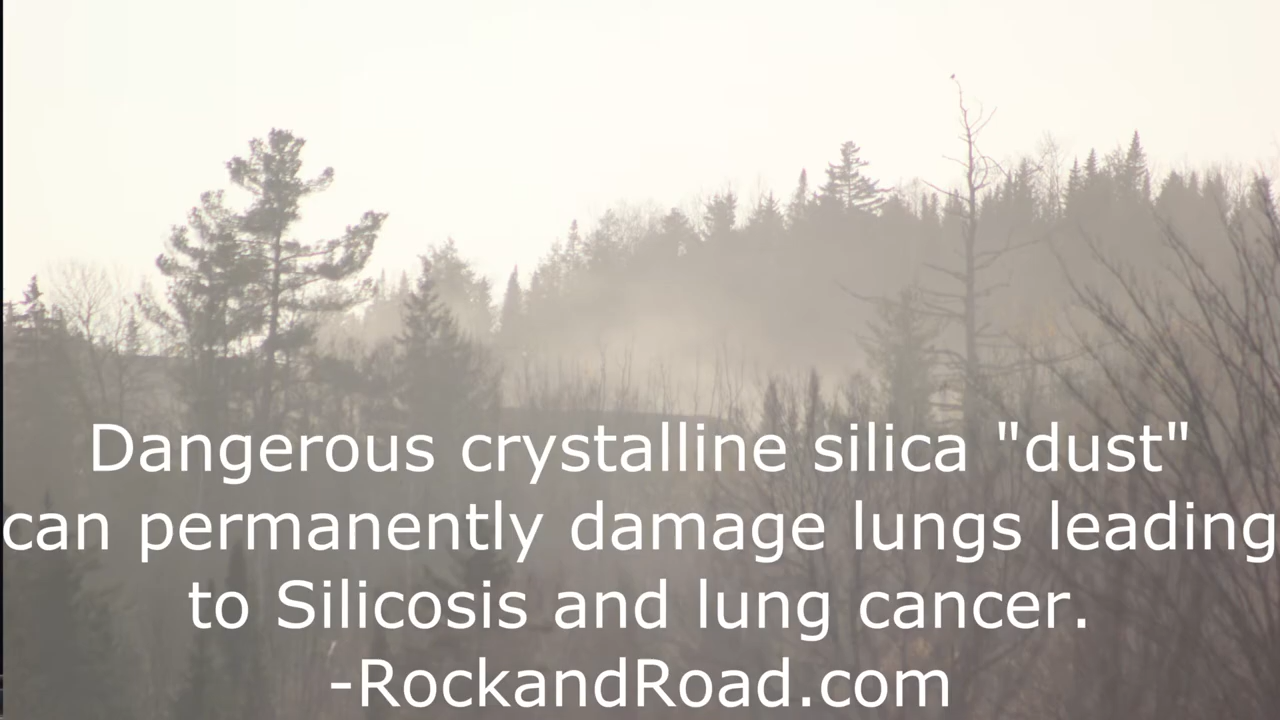 Dangerous crystalline silica "dust"
can permanently damage lungs leading
to Silicosis and lung cancer.
-RockandRoad.com